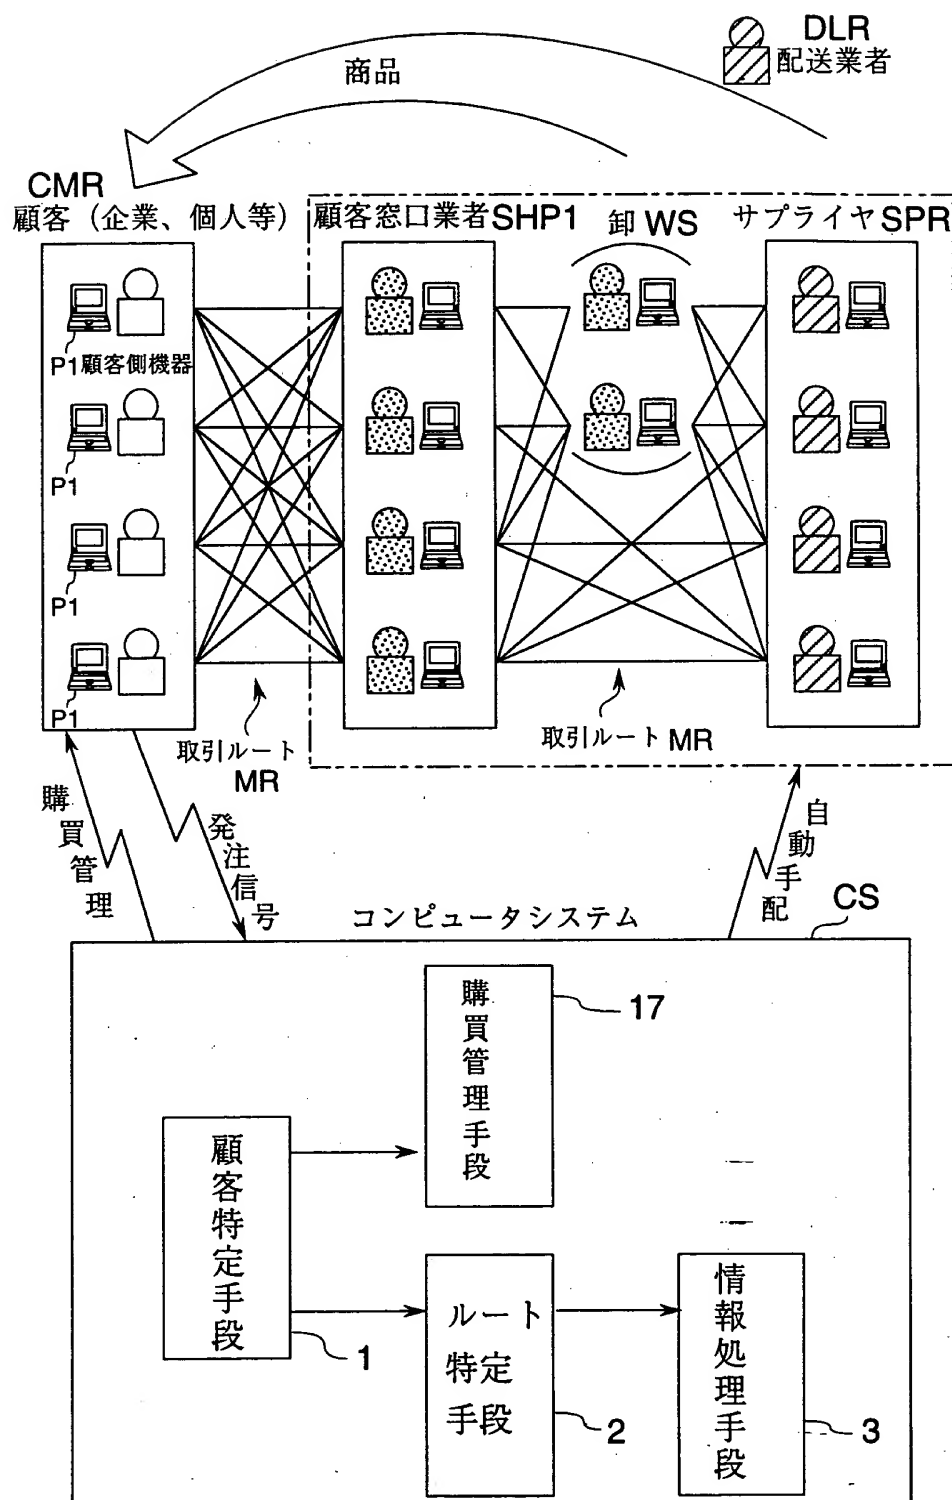 DLR
配送業者
商品
CMR
顧客（企業、個人等）
顧客窓口業者SHP1
卸WS
サプライヤSPR
P1顧客側機器
P1
P1
P1
取引ルート
MR
取引ルートMR
購買管理
発注信号
自動手配
コンピュータシステム
CS
購買管理手段
17
顧客特定手段
1
ルート
特定
手段
2
情報処理手段
3